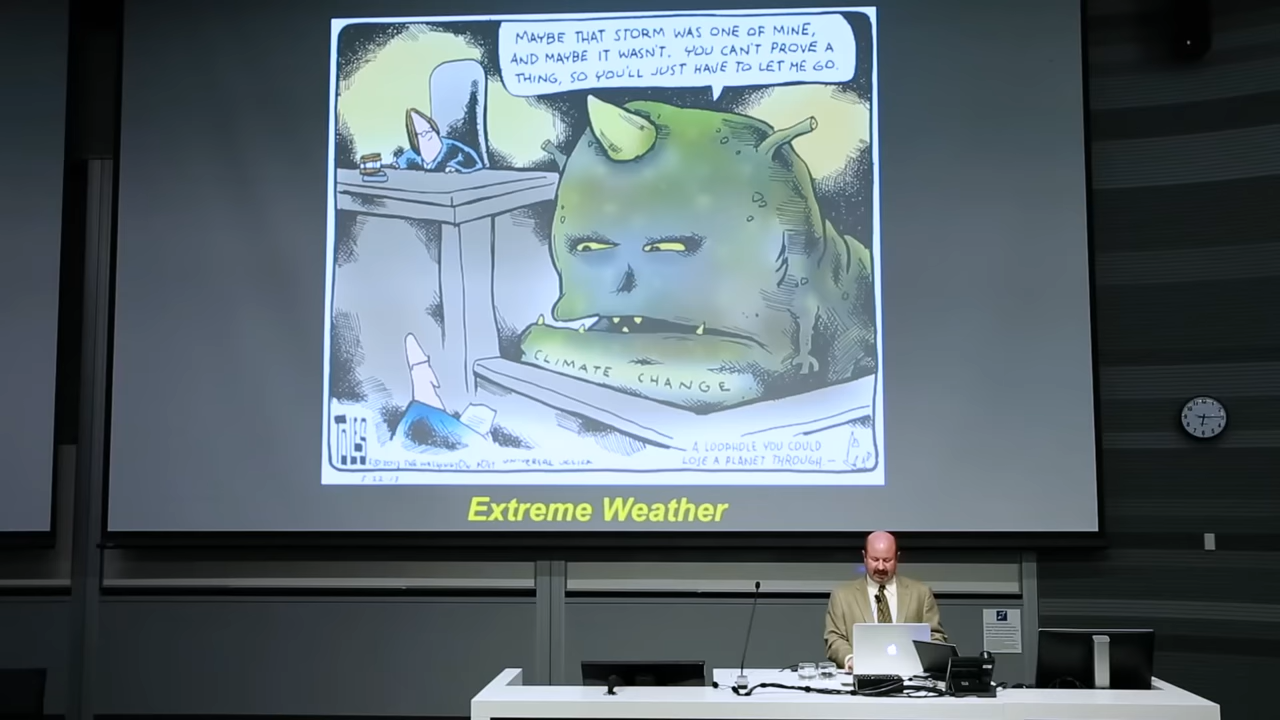 MAYBE THAT STORM WAS ONE OF MINE,
AND MAYBE IT WASN'T. YOU CAN'T PROVE A
THING, SO YOU'LL JUST HAVE TO LET ME GO.
CLIMATE CHANGE
TOLES
A LOOPHOLE YOU COULD
LOSE A PLANET THROUGH —
Extreme Weather